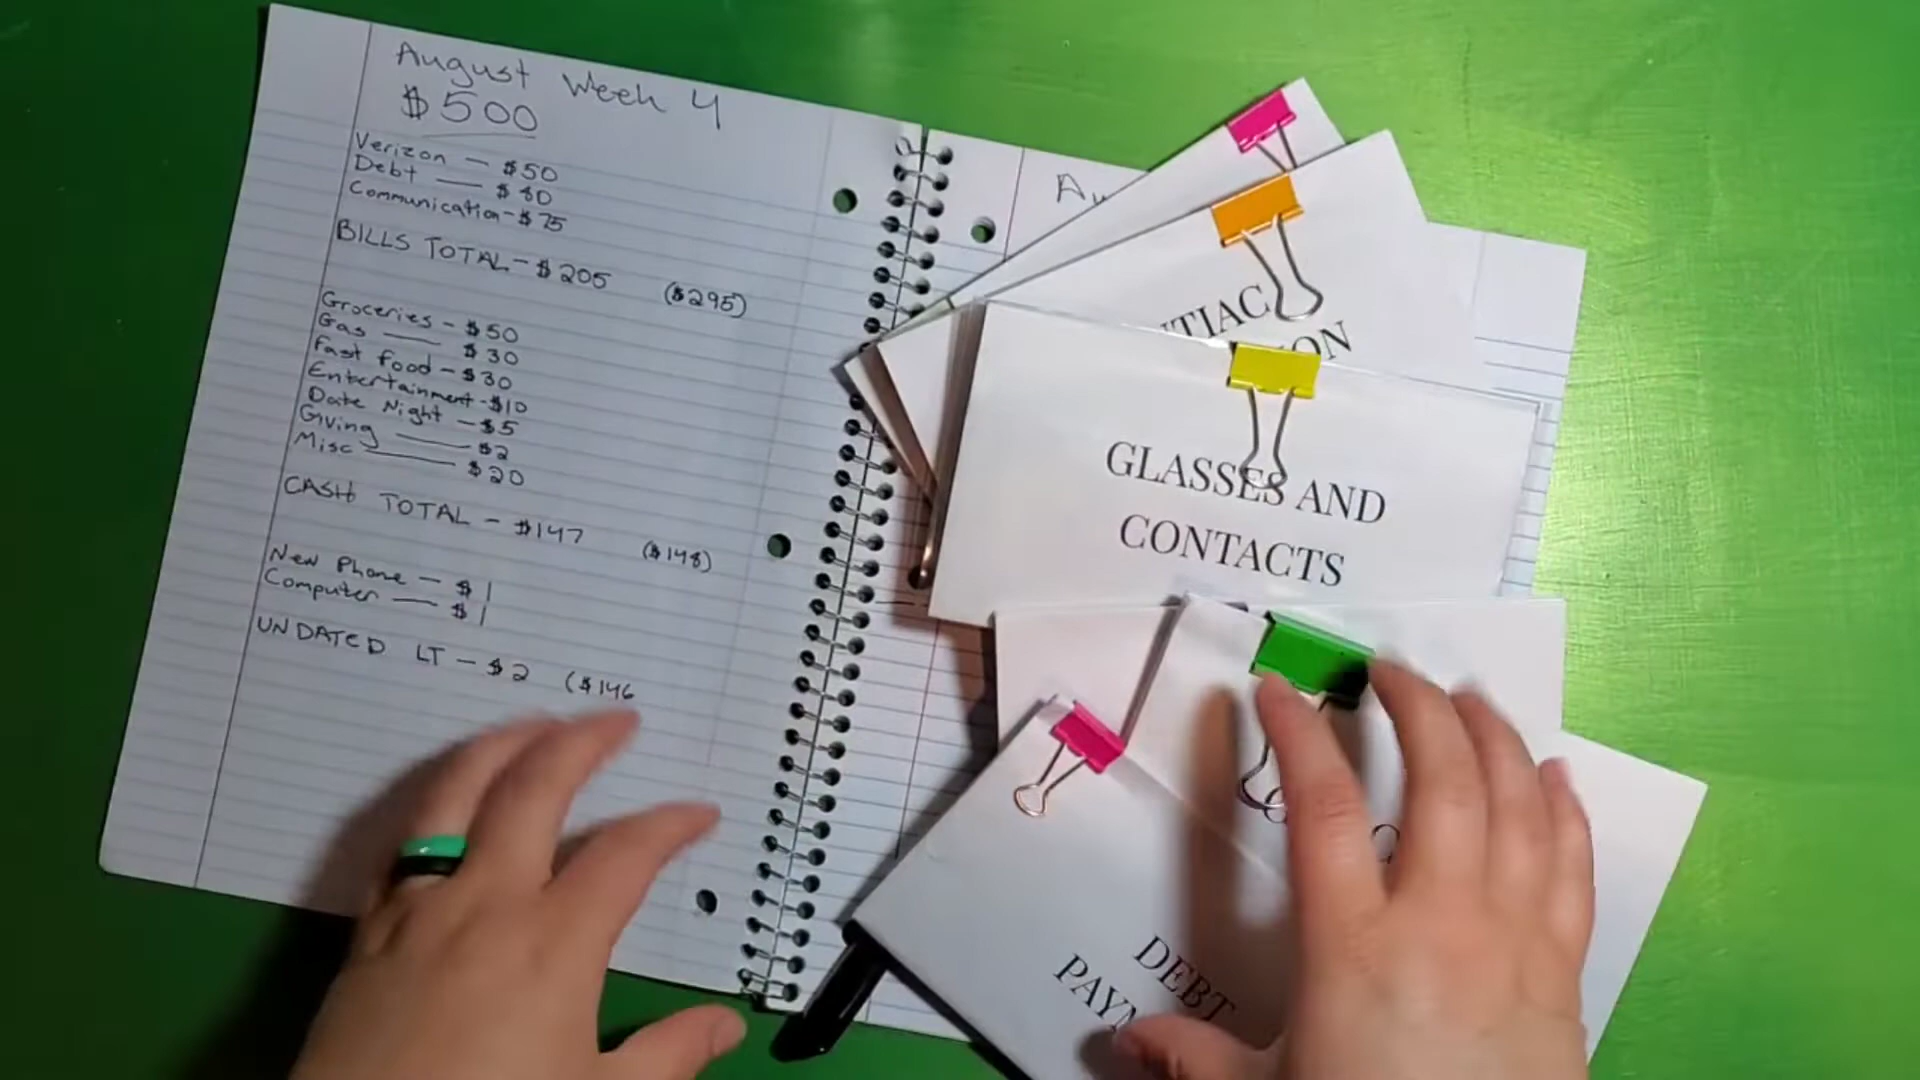 August Week 4
$500
Verizon — $50
Debt — $80
Communication - $75
BILLS TOTAL - $205 ($295)
Groceries - $50
Gas — $30
Fast food - $30
Entertainment - $10
Date Night - $5
Giving — $2
Misc — $20
CASH TOTAL - $147 ($148)
New Phone — $1
Computer — $1
UNDATED LT - $2 ($146
GLASSES AND
CONTACTS
DEBT